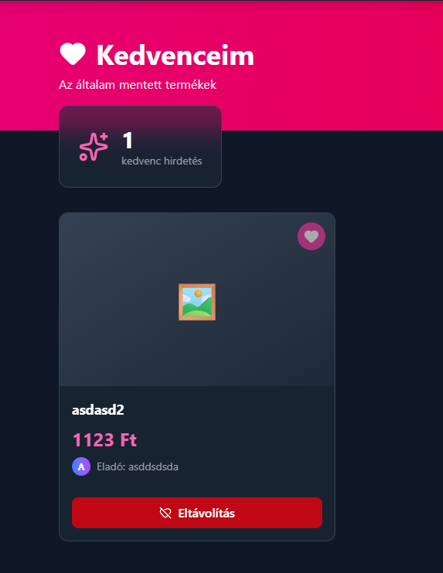 Kedvenceim
Az általam mentett termékek
1
kedvenc hirdetés
asdasd2
1123 Ft
A Eladó: asddsdsda
Eltávolítás